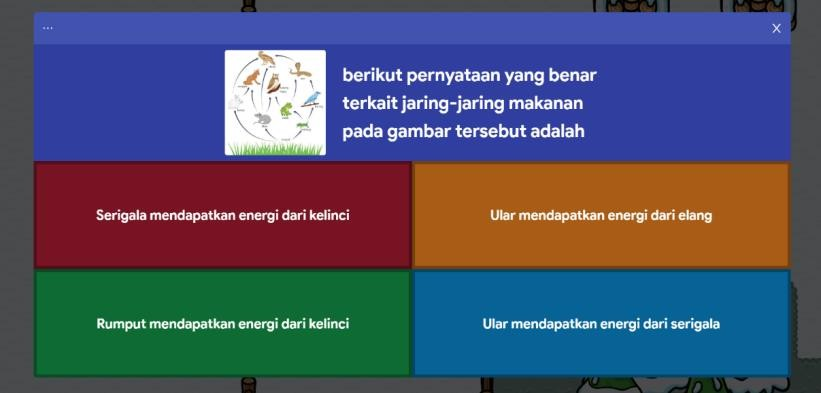 ...
X
berikut pernyataan yang benar
terkait jaring-jaring makanan
pada gambar tersebut adalah
Serigala mendapatkan energi dari kelinci
Ular mendapatkan energi dari elang
Rumput mendapatkan energi dari kelinci
Ular mendapatkan energi dari serigala